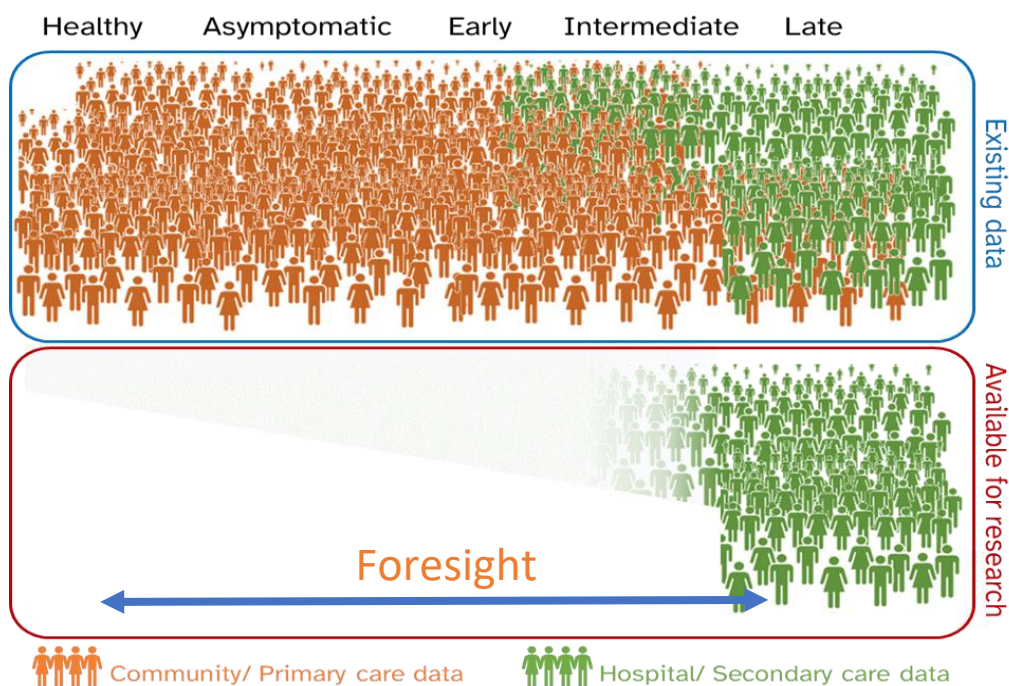 Healthy Asymptomatic Early Intermediate Late
Existing data
Available for research
Foresight
Community/ Primary care data
Hospital/ Secondary care data